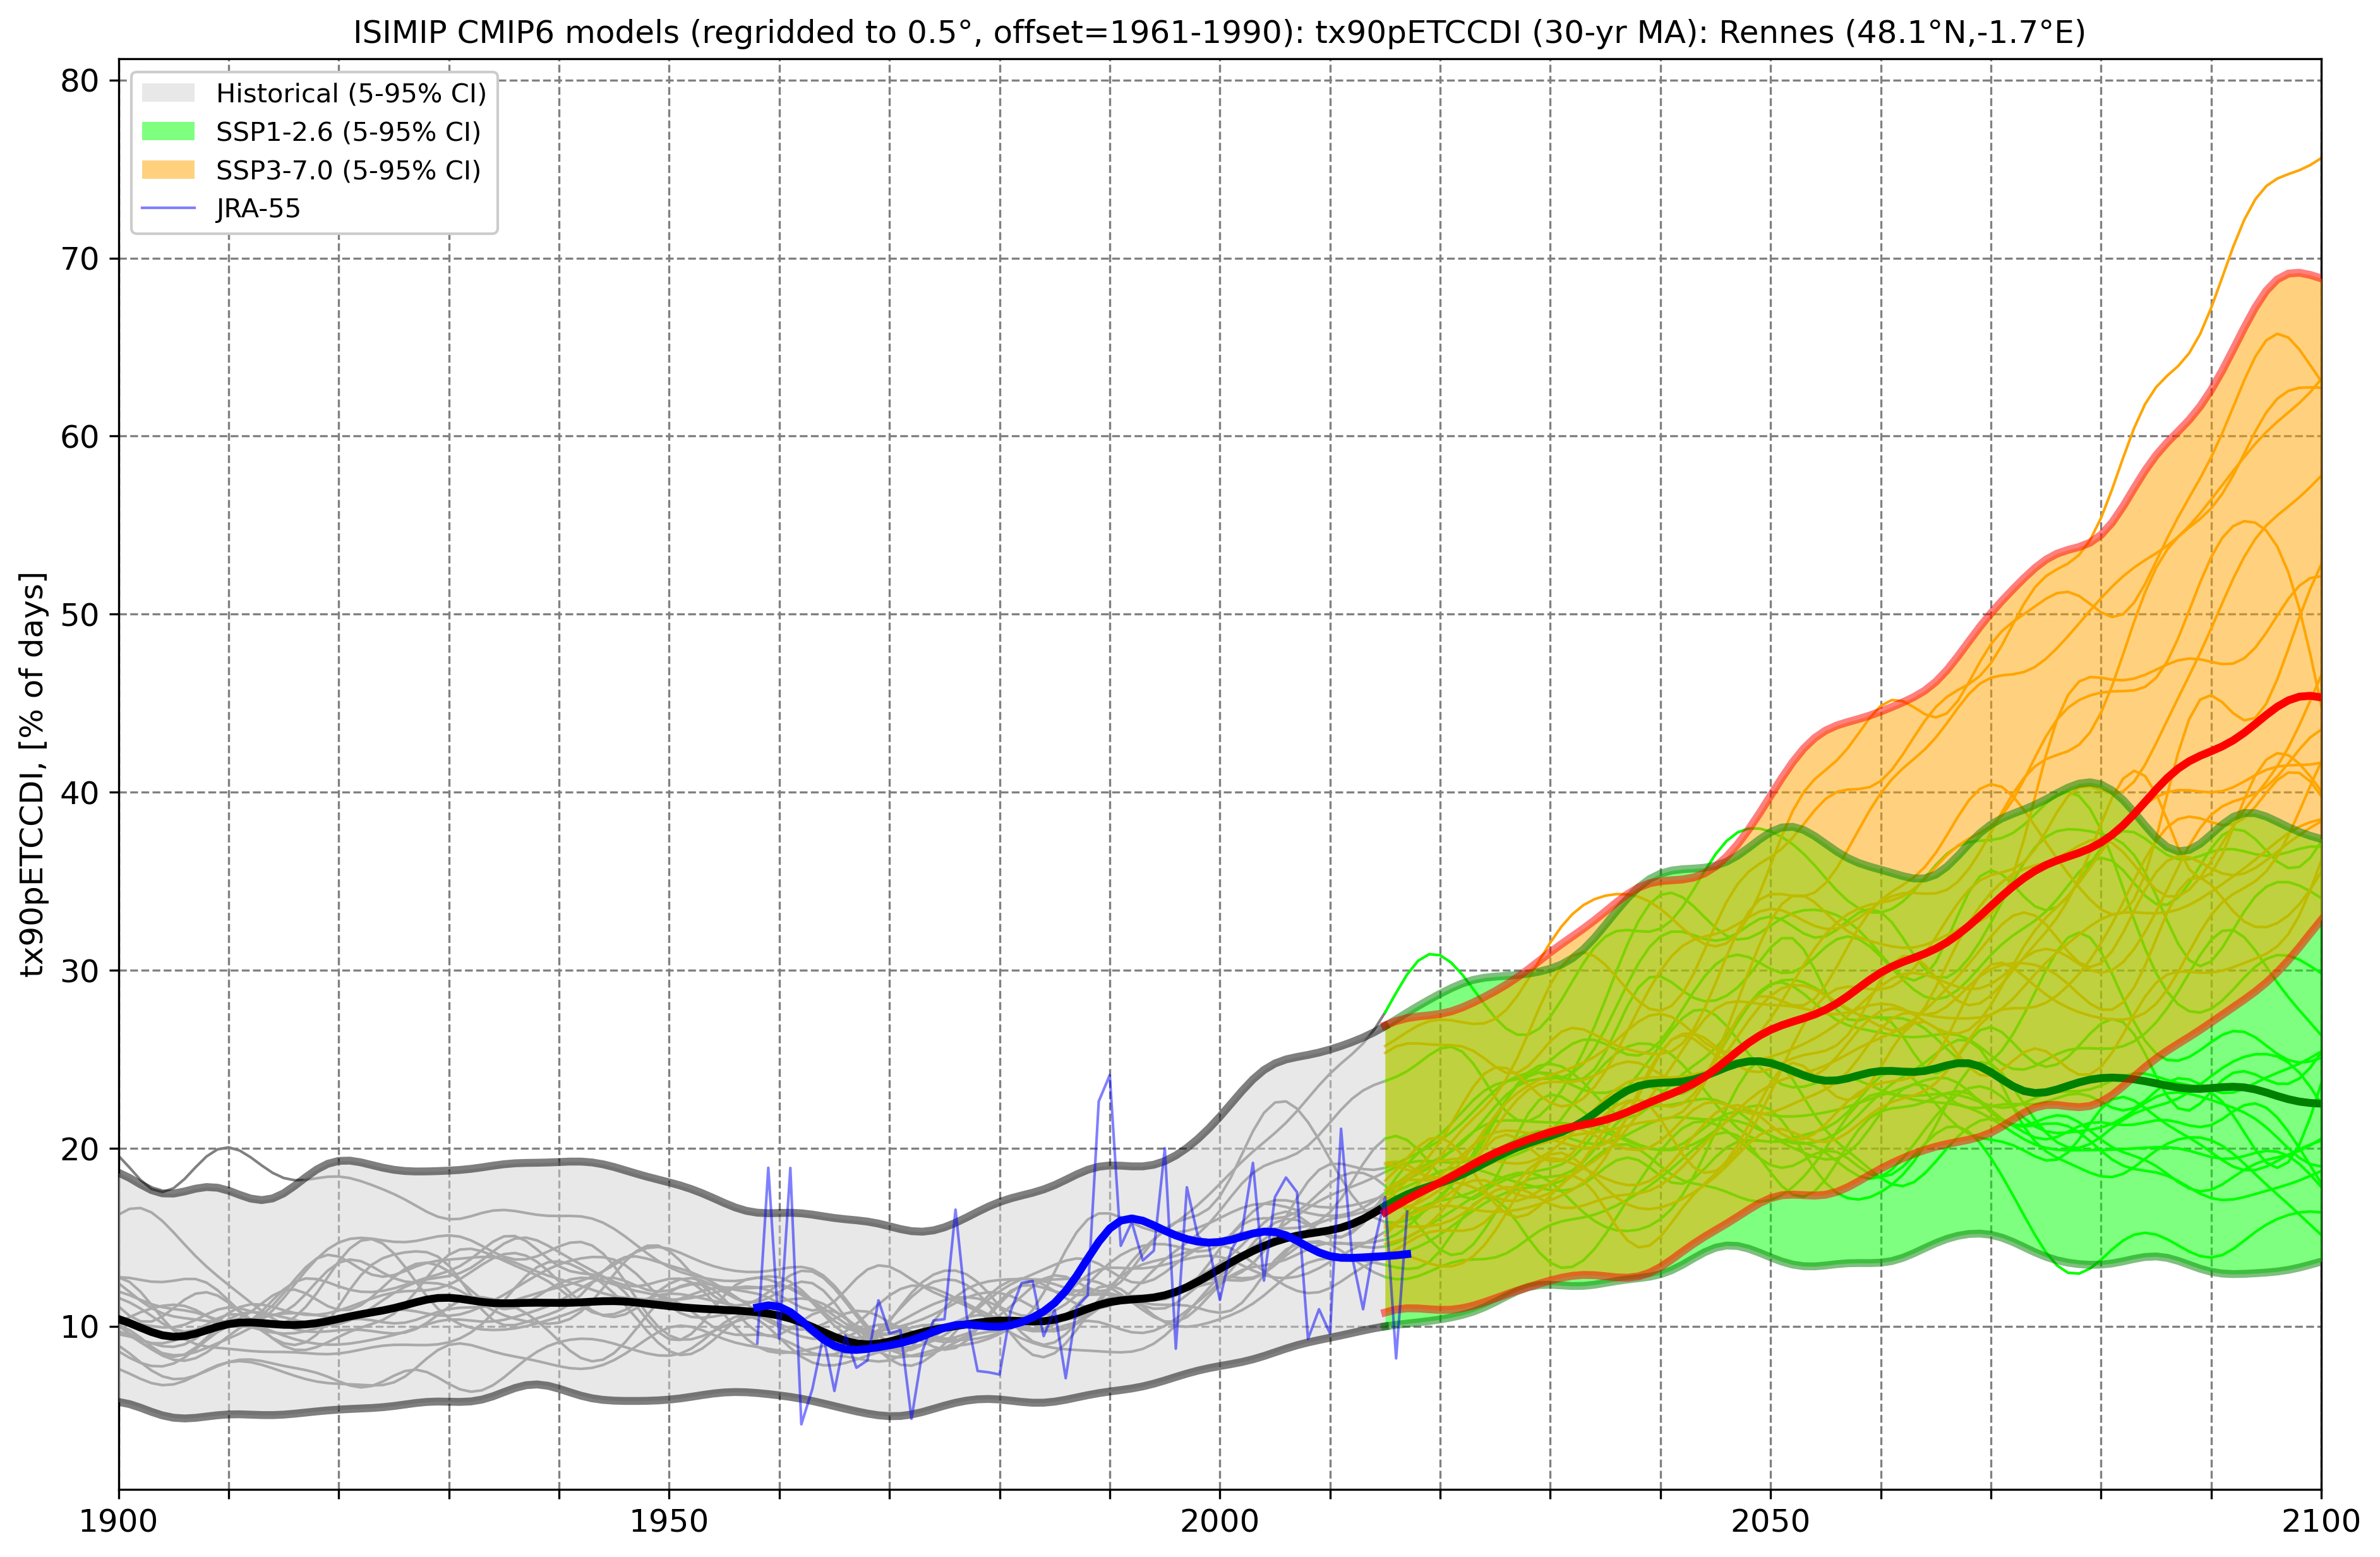 ISIMIP CMIP6 models (regridded to 0.5°, offset=1961-1990): tx90pETCCDI (30-yr MA): Rennes (48.1°N,-1.7°E)
Historical (5-95% CI)
SSP1-2.6 (5-95% CI)
SSP3-7.0 (5-95% CI)
JRA-55
tx90pETCCDI, [% of days]
80
70
60
50
40
30
20
10
1900
1950
2000
2050
2100